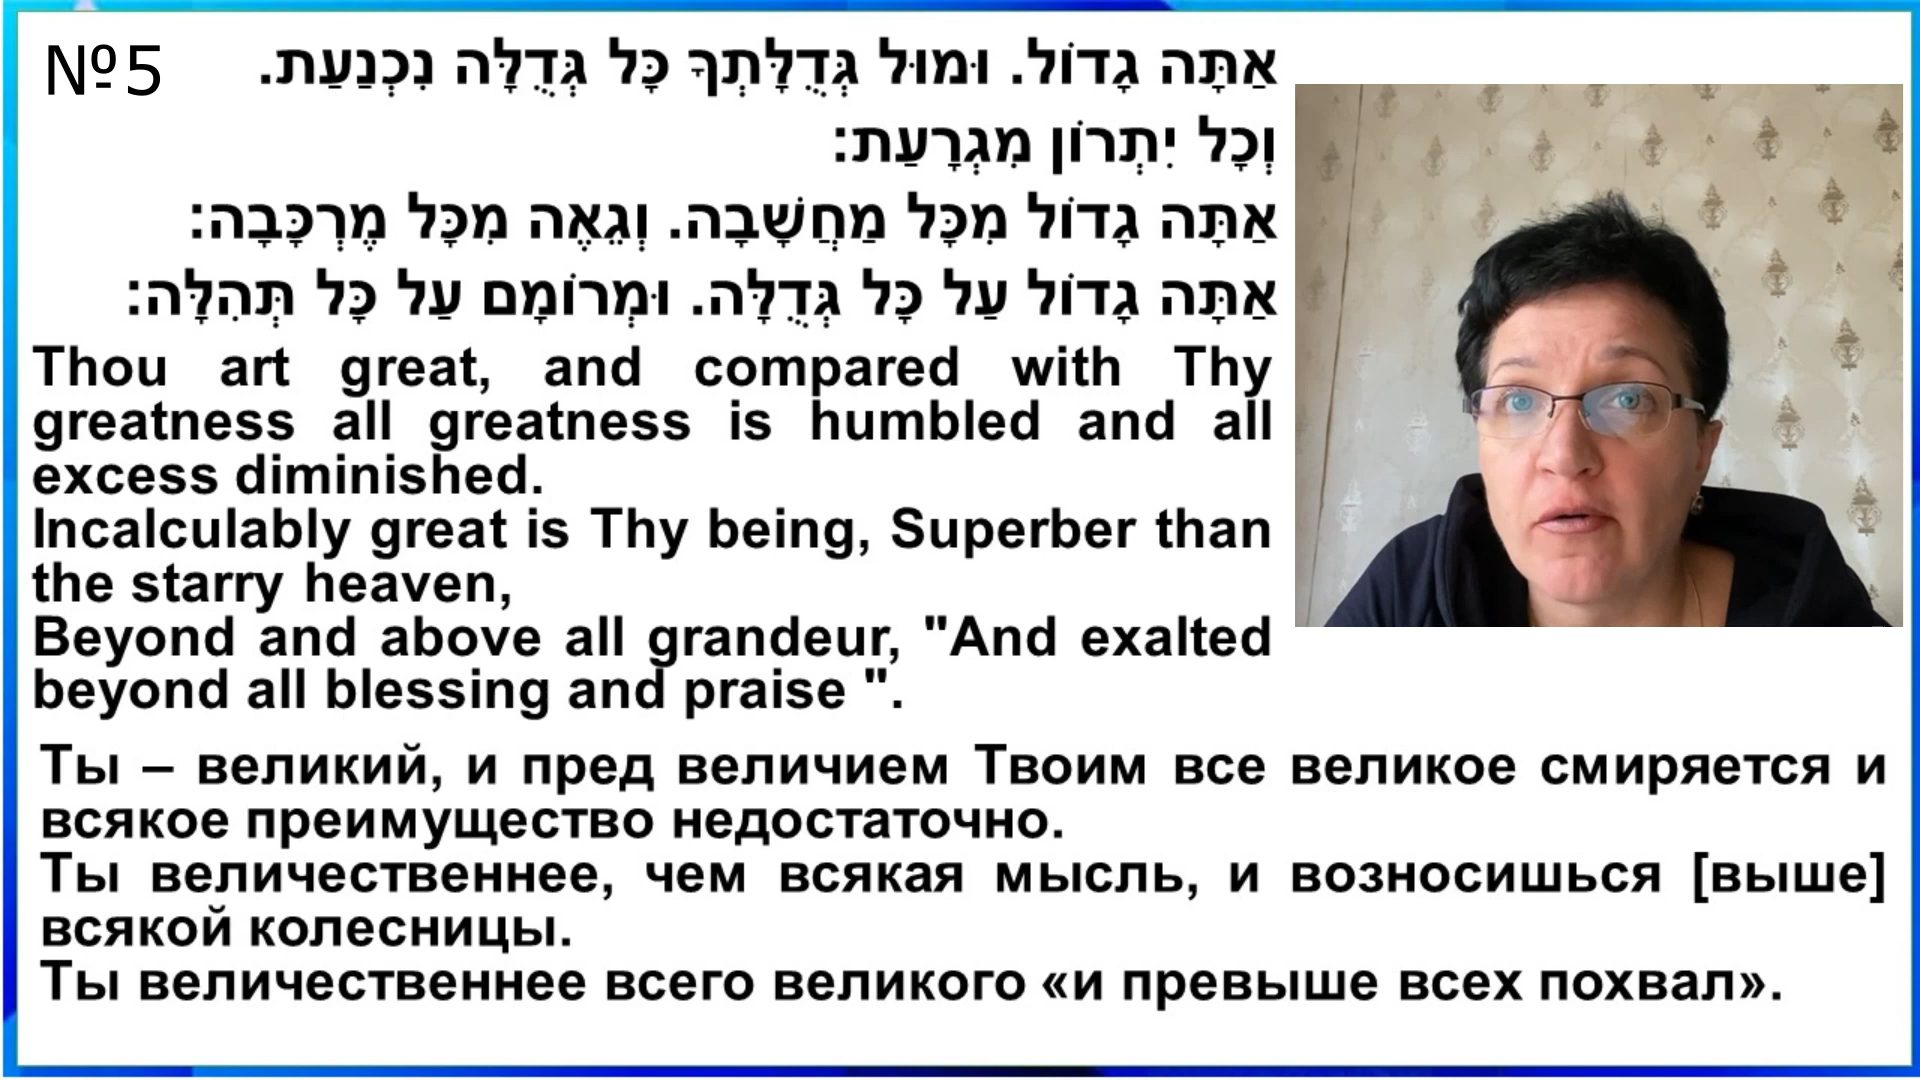 №5
אַתָּה גָדוֹל. וּמוּל גְּדֻלָּתְךָ כָּל גְּדֻלָּה נִכְנַעַת.
וְכָל יִתְרוֹן מִגְרָעַת:
אַתָּה גָדוֹל מִכָּל מַחֲשָׁבָה. וְגֵאֶה מִכָּל מֶרְכָּבָה:
אַתָּה גָדוֹל עַל כָּל גְּדֻלָּה. וּמְרוֹמָם עַל כָּל תְּהִלָּה:
Thou art great, and compared with Thy
greatness all greatness is humbled and all
excess diminished.
Incalculably great is Thy being, Superber than
the starry heaven,
Beyond and above all grandeur, "And exalted
beyond all blessing and praise ".
Ты – великий, и пред величием Твоим все великое смиряется и
всякое преимущество недостаточно.
Ты величественнее, чем всякая мысль, и возносишься [выше]
всякой колесницы.
Ты величественнее всего великого «и превыше всех похвал».